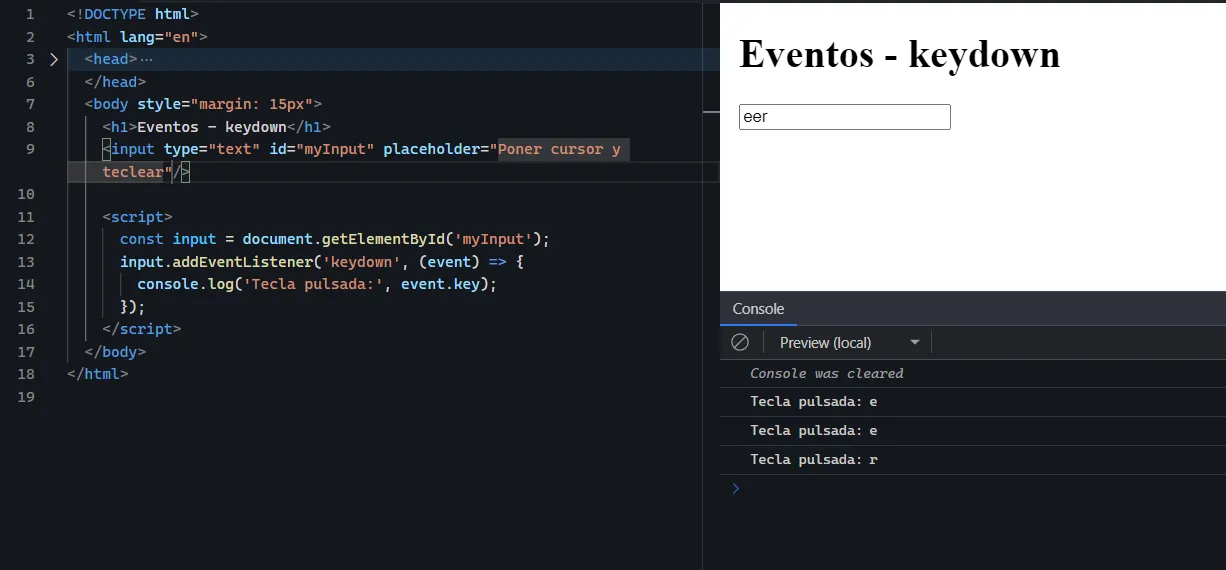 1 <!DOCTYPE html>
2 <html lang="en">
3 <head>…
6 </head>
7 <body style="margin: 15px">
8 <h1>Eventos - keydown</h1>
9 <input type="text" id="myInput" placeholder="Poner cursor y
teclear"/>
10
11 <script>
12 const input = document.getElementById('myInput');
13 input.addEventListener('keydown', (event) => {
14 console.log('Tecla pulsada:', event.key);
15 });
16 </script>
17 </body>
18 </html>
19
Eventos - keydown
eer
Console
Preview (local)
Console was cleared
Tecla pulsada: e
Tecla pulsada: e
Tecla pulsada: r